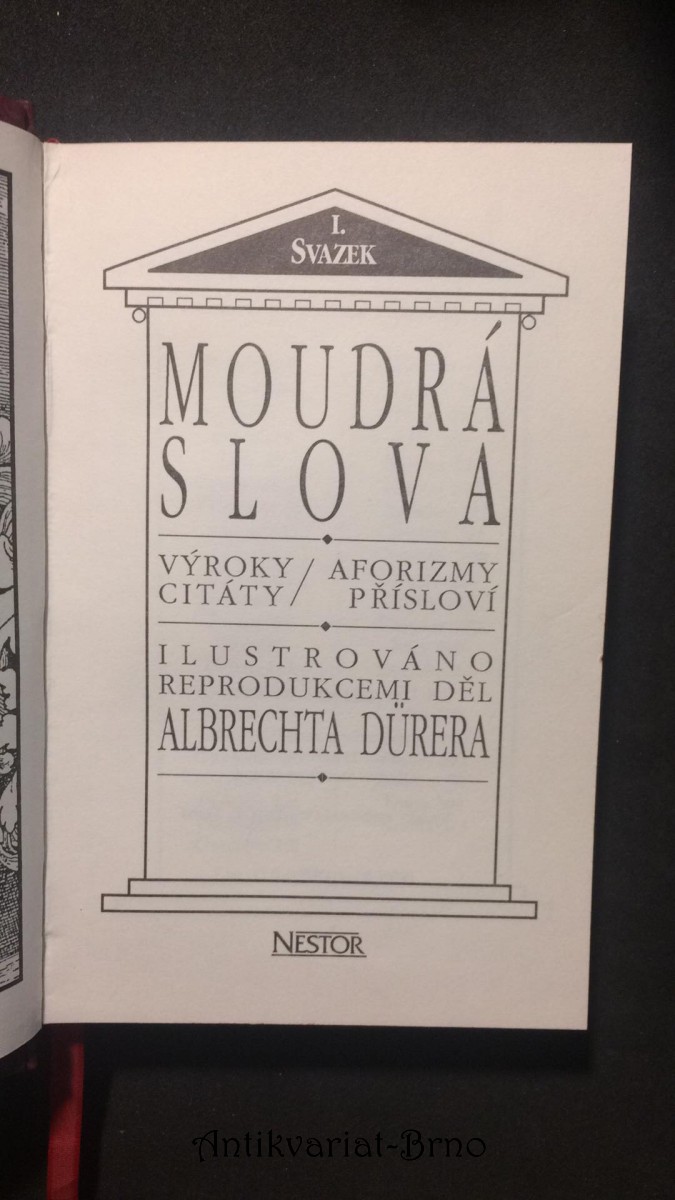 I.
SVAZEK
MOUDRÁ
SLOVA
VÝROKY / AFORIZMY
CITÁTY / PŘÍSLOVÍ
ILUSTROVÁNO
REPRODUKCEMI DĚL
ALBRECHTA DÜRERA
NESTOR
Antikvariat-Brno